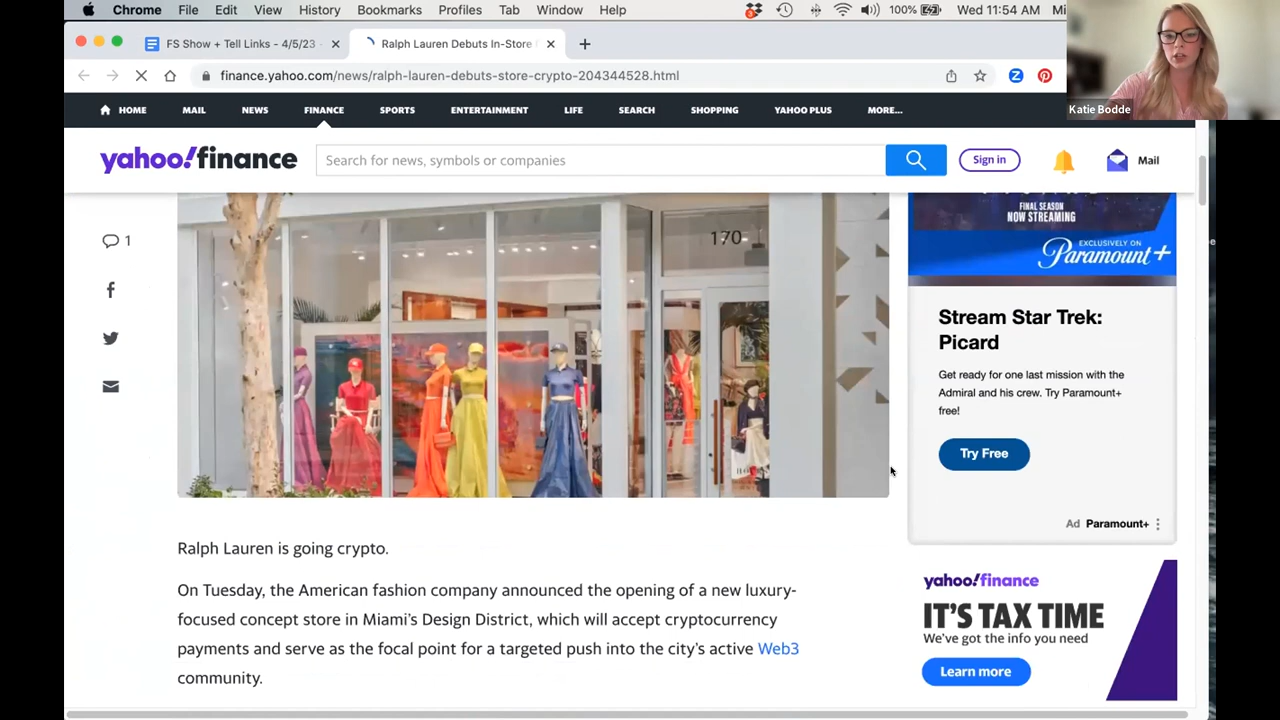 Chrome File Edit View History Bookmarks Profiles Tab Window Help 100% Wed 11:54 AM Mi
FS Show + Tell Links - 4/5/23 Ralph Lauren Debuts In-Store
finance.yahoo.com/news/ralph-lauren-debuts-store-crypto-204344528.html
Katie Bodde
HOME MAIL NEWS FINANCE SPORTS ENTERTAINMENT LIFE SEARCH SHOPPING YAHOO PLUS MORE...
yahoo!finance Search for news, symbols or companies Sign in Mail
FINAL SEASON
NOW STREAMING
EXCLUSIVELY ON
Paramount+
170
1
Stream Star Trek:
Picard
Get ready for one last mission with the
Admiral and his crew. Try Paramount+
free!
Try Free
Ad Paramount+
Ralph Lauren is going crypto.
On Tuesday, the American fashion company announced the opening of a new luxury-
focused concept store in Miami's Design District, which will accept cryptocurrency
payments and serve as the focal point for a targeted push into the city's active Web3
community.
yahoo!finance
IT'S TAX TIME
We've got the info you need
Learn more